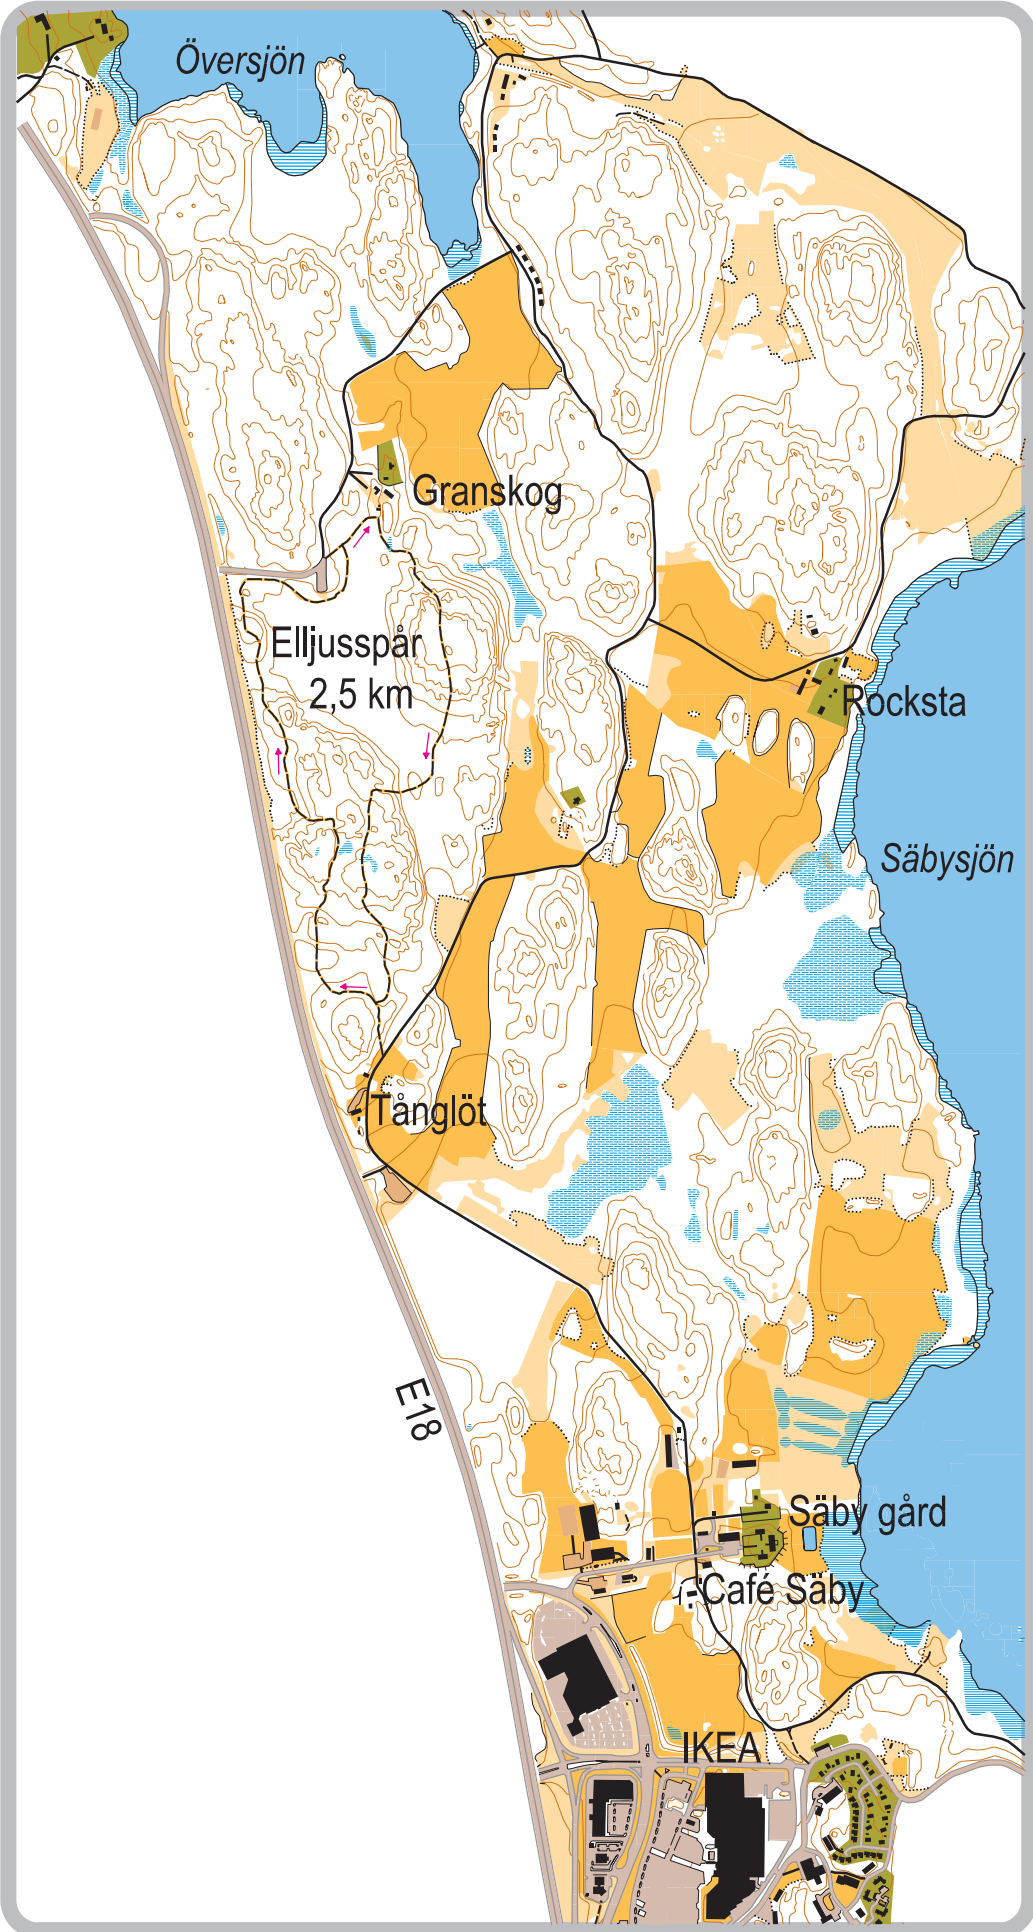 Översjön
Granskog
Elljusspår
2,5 km
Rocksta
Säbysjön
Tånglöt
E18
Säby gård
Café Säby
IKEA